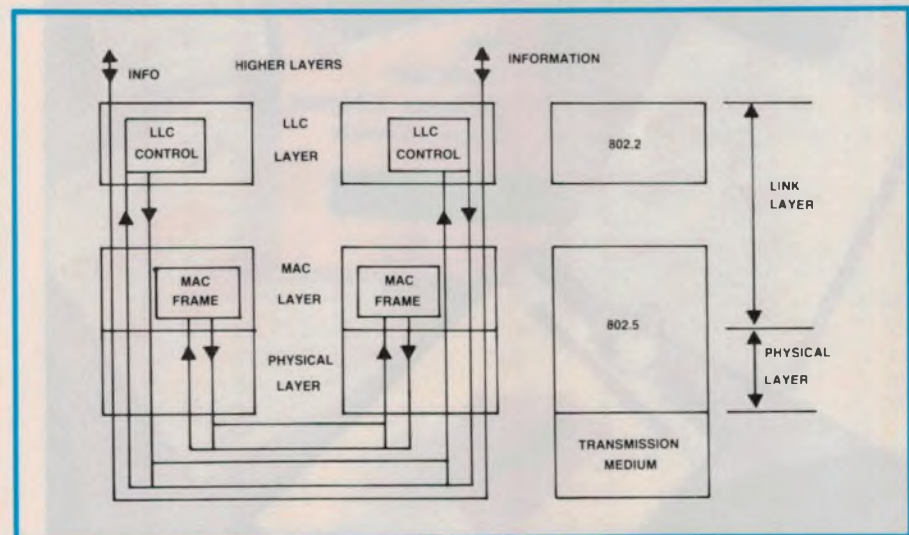 INFO
HIGHER LAYERS
INFORMATION
LLC
CONTROL
LLC
LAYER
LLC
CONTROL
802.2
LINK
LAYER
MAC
FRAME
MAC
LAYER
MAC
FRAME
802.5
PHYSICAL
LAYER
PHYSICAL
LAYER
TRANSMISSION
MEDIUM